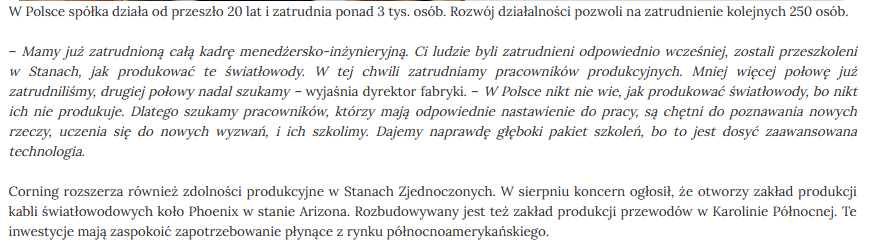 W Polsce spółka działa od przeszło 20 lat i zatrudnia ponad 3 tys. osób. Rozwój działalności pozwoli na zatrudnienie kolejnych 250 osób.
– Mamy już zatrudnioną całą kadrę menedżersko-inżynieryjną. Ci ludzie byli zatrudnieni odpowiednio wcześniej, zostali przeszkoleni
w Stanach, jak produkować te światłowody. W tej chwili zatrudniamy pracowników produkcyjnych. Mniej więcej połowę już
zatrudniliśmy, drugiej połowy nadal szukamy – wyjaśnia dyrektor fabryki. – W Polsce nikt nie wie, jak produkować światłowody, bo nikt
ich nie produkuje. Dlatego szukamy pracowników, którzy mają odpowiednie nastawienie do pracy, są chętni do poznawania nowych
rzeczy, uczenia się do nowych wyzwań, i ich szkolimy. Dajemy naprawdę głęboki pakiet szkoleń, bo to jest dosyć zaawansowana
technologia.
Corning rozszerza również zdolności produkcyjne w Stanach Zjednoczonych. W sierpniu koncern ogłosił, że otworzy zakład produkcji
kabli światłowodowych koło Phoenix w stanie Arizona. Rozbudowywany jest też zakład produkcji przewodów w Karolinie Północnej. Te
inwestycje mają zaspokoić zapotrzebowanie płynące z rynku północnoamerykańskiego.